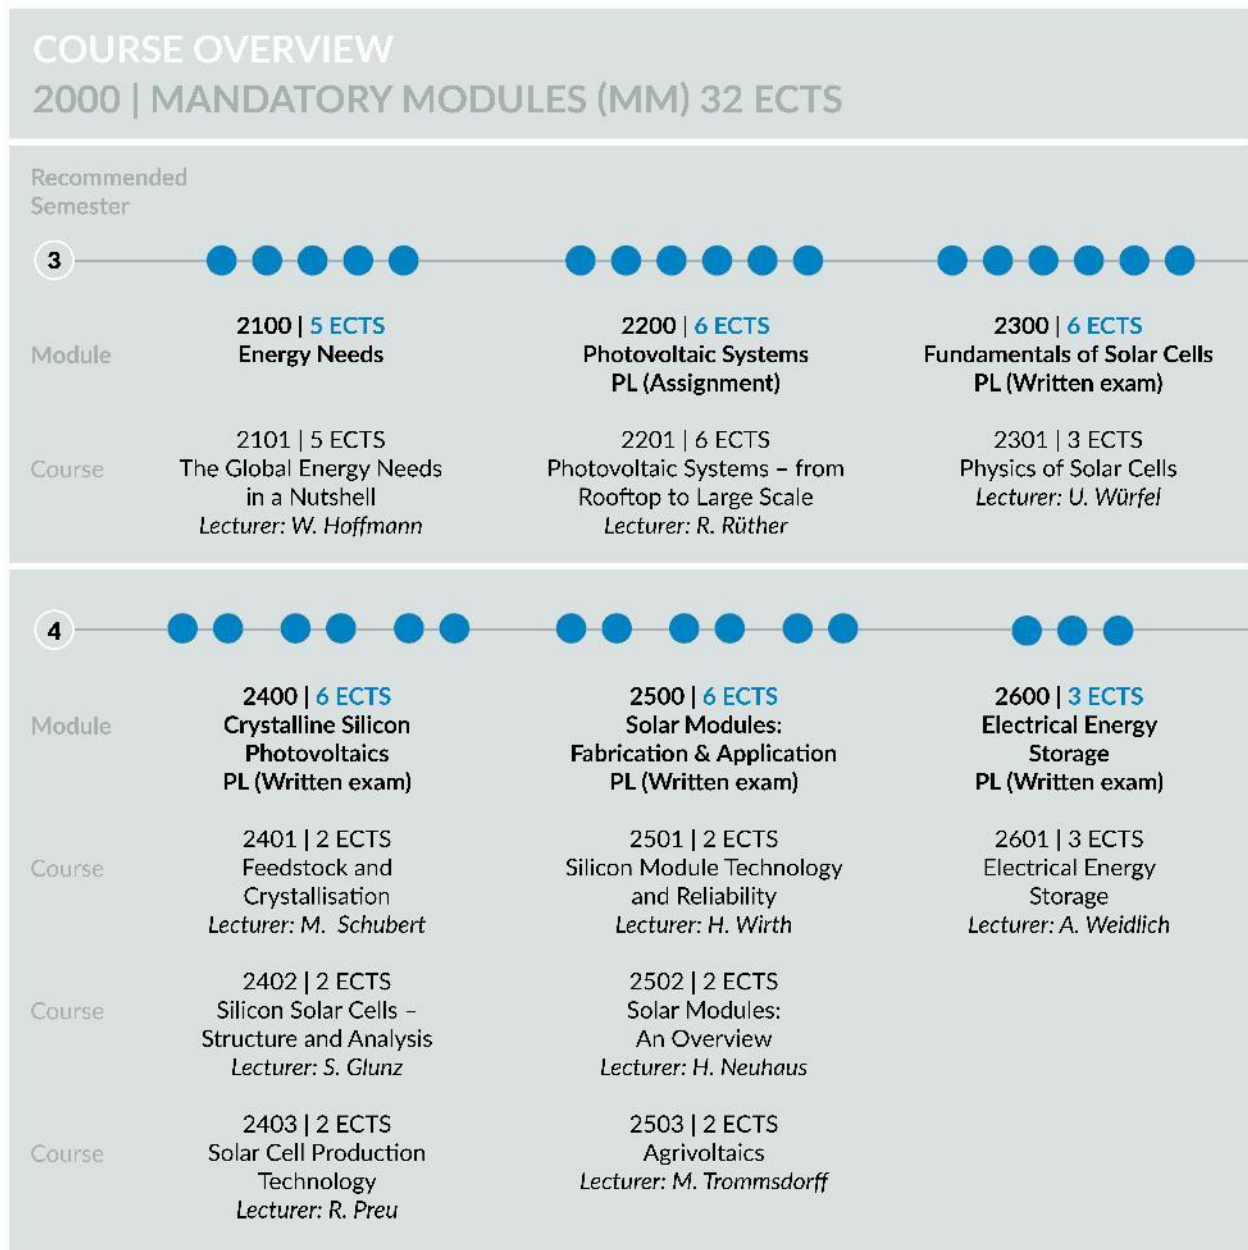 COURSE OVERVIEW
2000 | MANDATORY MODULES (MM) 32 ECTS
Recommended
Semester
3
Module
2100 | 5 ECTS
Energy Needs
2200 | 6 ECTS
Photovoltaic Systems
PL (Assignment)
2300 | 6 ECTS
Fundamentals of Solar Cells
PL (Written exam)
Course
2101 | 5 ECTS
The Global Energy Needs
in a Nutshell
Lecturer: W. Hoffmann
2201 | 6 ECTS
Photovoltaic Systems – from
Rooftop to Large Scale
Lecturer: R. Rüther
2301 | 3 ECTS
Physics of Solar Cells
Lecturer: U. Würfel
4
Module
2400 | 6 ECTS
Crystalline Silicon
Photovoltaics
PL (Written exam)
2500 | 6 ECTS
Solar Modules:
Fabrication & Application
PL (Written exam)
2600 | 3 ECTS
Electrical Energy
Storage
PL (Written exam)
Course
2401 | 2 ECTS
Feedstock and
Crystallisation
Lecturer: M. Schubert
2501 | 2 ECTS
Silicon Module Technology
and Reliability
Lecturer: H. Wirth
2601 | 3 ECTS
Electrical Energy
Storage
Lecturer: A. Weidlich
Course
2402 | 2 ECTS
Silicon Solar Cells –
Structure and Analysis
Lecturer: S. Glunz
2502 | 2 ECTS
Solar Modules:
An Overview
Lecturer: H. Neuhaus
Course
2403 | 2 ECTS
Solar Cell Production
Technology
Lecturer: R. Preu
2503 | 2 ECTS
Agrivoltaics
Lecturer: M. Trommsdorff